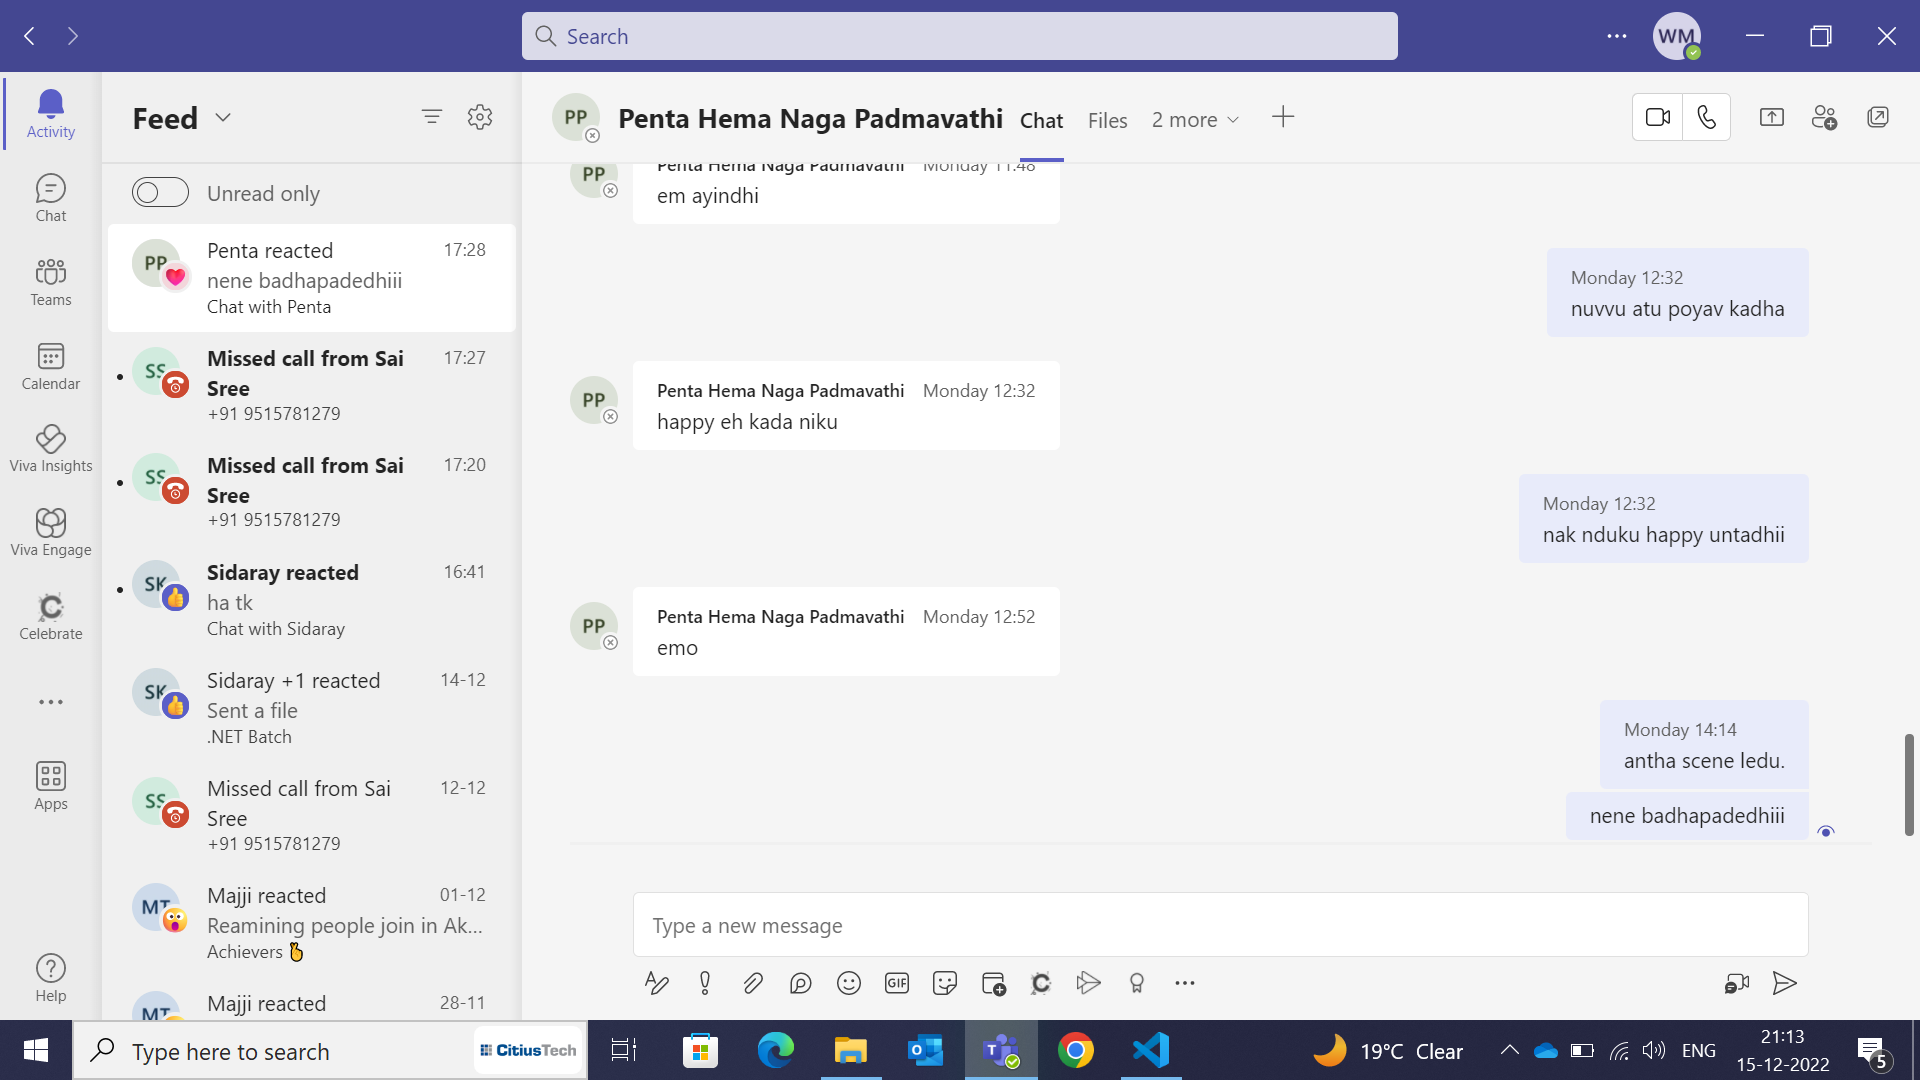 Search
WM
Activity
Chat
Teams
Calendar
Viva Insights
Viva Engage
Celebrate
Apps
Help
Feed
Unread only
PP
Penta reacted 17:28
nene badhapadedhiii
Chat with Penta
SS
Missed call from Sai 17:27
Sree
+91 9515781279
SS
Missed call from Sai 17:20
Sree
+91 9515781279
SK
Sidaray reacted 16:41
ha tk
Chat with Sidaray
SK
Sidaray +1 reacted 14-12
Sent a file
.NET Batch
SS
Missed call from Sai 12-12
Sree
+91 9515781279
MT
Majji reacted 01-12
Reamining people join in Ak...
Achievers
MT
Majji reacted 28-11
PP
Penta Hema Naga Padmavathi Chat Files 2 more
PP
Penta Hema Naga Padmavathi Monday 11:48
em ayindhi
Monday 12:32
nuvvu atu poyav kadha
PP
Penta Hema Naga Padmavathi Monday 12:32
happy eh kada niku
Monday 12:32
nak nduku happy untadhii
PP
Penta Hema Naga Padmavathi Monday 12:52
emo
Monday 14:14
antha scene ledu.
nene badhapadedhiii
Type a new message
GIF
Type here to search
CitiusTech
19°C Clear
ENG
21:13
15-12-2022
5